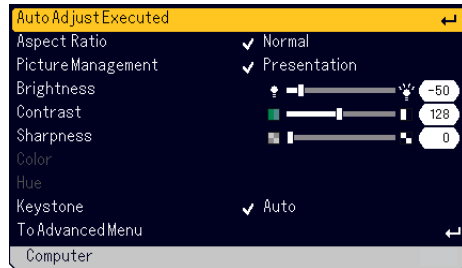 Auto Adjust Executed
Aspect Ratio Normal
Picture Management Presentation
Brightness -50
Contrast 128
Sharpness 0
Color
Hue
Keystone Auto
To Advanced Menu
Computer